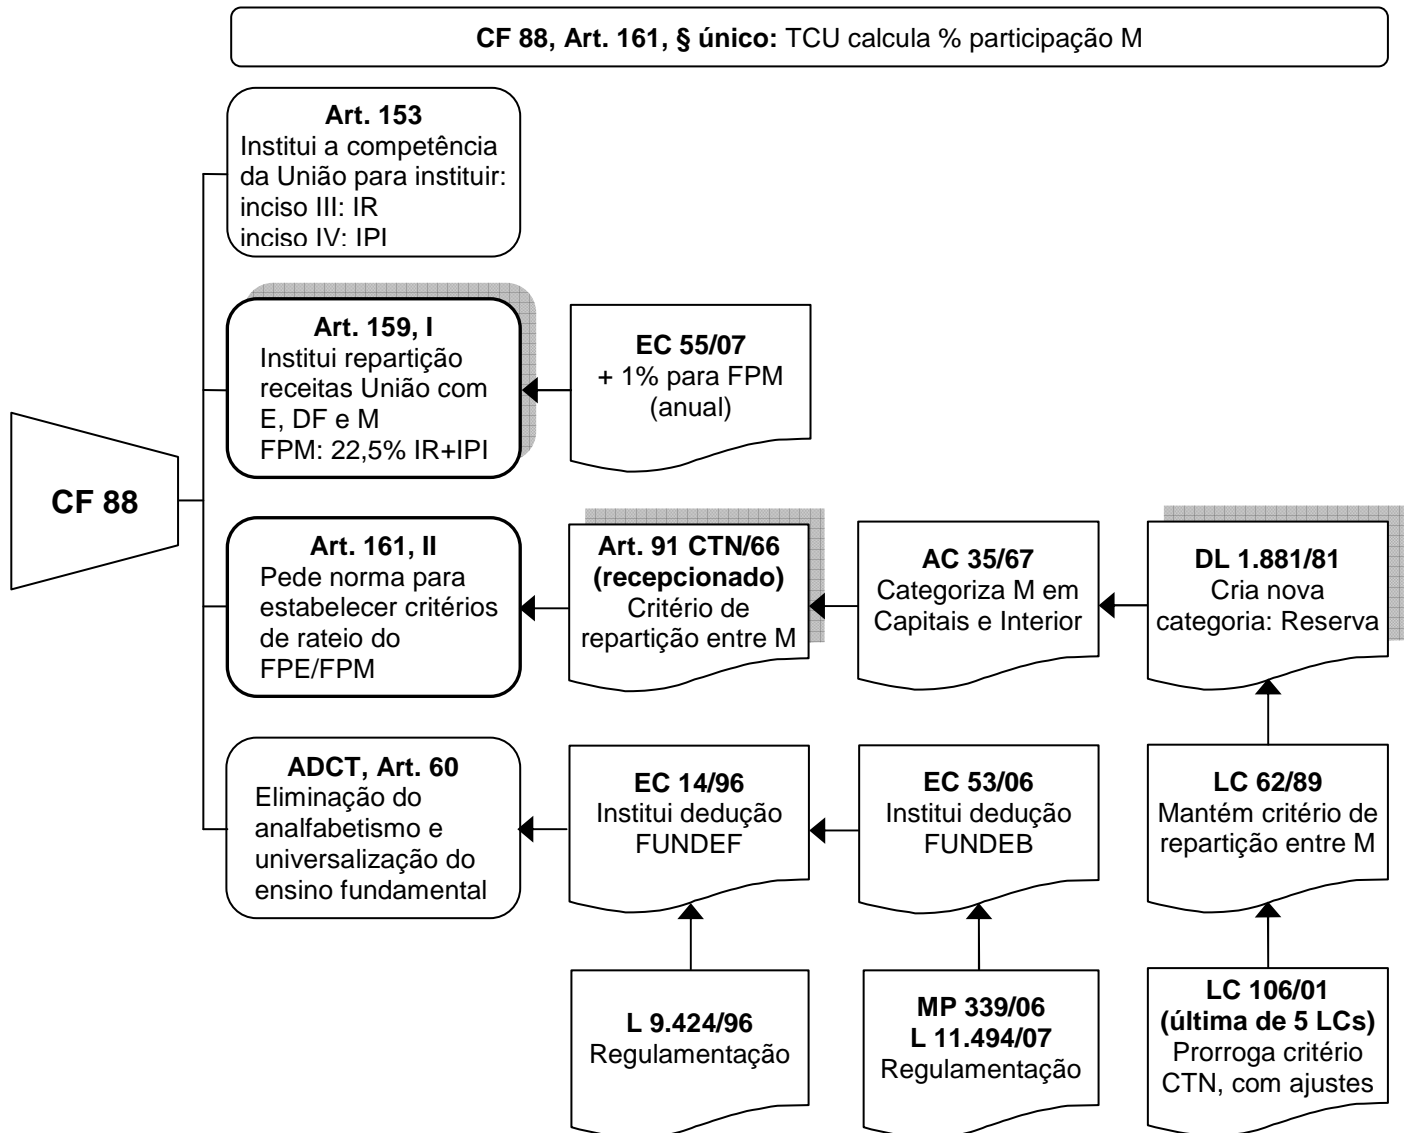 CF 88, Art. 161, § único: TCU calcula % participação M
Art. 153
Institui a competência
da União para instituir:
inciso III: IR
inciso IV: IPI
Art. 159, I
Institui repartição
receitas União com
E, DF e M
FPM: 22,5% IR+IPI
EC 55/07
+ 1% para FPM
(anual)
CF 88
Art. 161, II
Pede norma para
estabelecer critérios
de rateio do
FPE/FPM
Art. 91 CTN/66
(recepcionado)
Critério de
repartição entre M
AC 35/67
Categoriza M em
Capitais e Interior
DL 1.881/81
Cria nova
categoria: Reserva
ADCT, Art. 60
Eliminação do
analfabetismo e
universalização do
ensino fundamental
EC 14/96
Institui dedução
FUNDEF
EC 53/06
Institui dedução
FUNDEB
LC 62/89
Mantém critério de
repartição entre M
L 9.424/96
Regulamentação
MP 339/06
L 11.494/07
Regulamentação
LC 106/01
(última de 5 LCs)
Prorroga critério
CTN, com ajustes